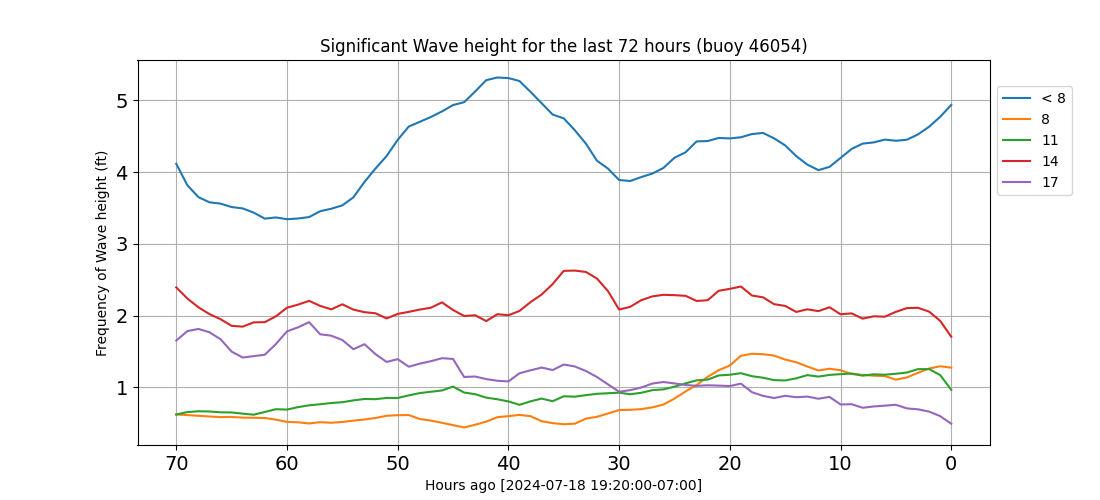 Significant Wave height for the last 72 hours (buoy 46054)
Frequency of Wave height (ft)
5
4
3
2
1
70 60 50 40 30 20 10 0
Hours ago [2024-07-18 19:20:00-07:00]
< 8
8
11
14
17